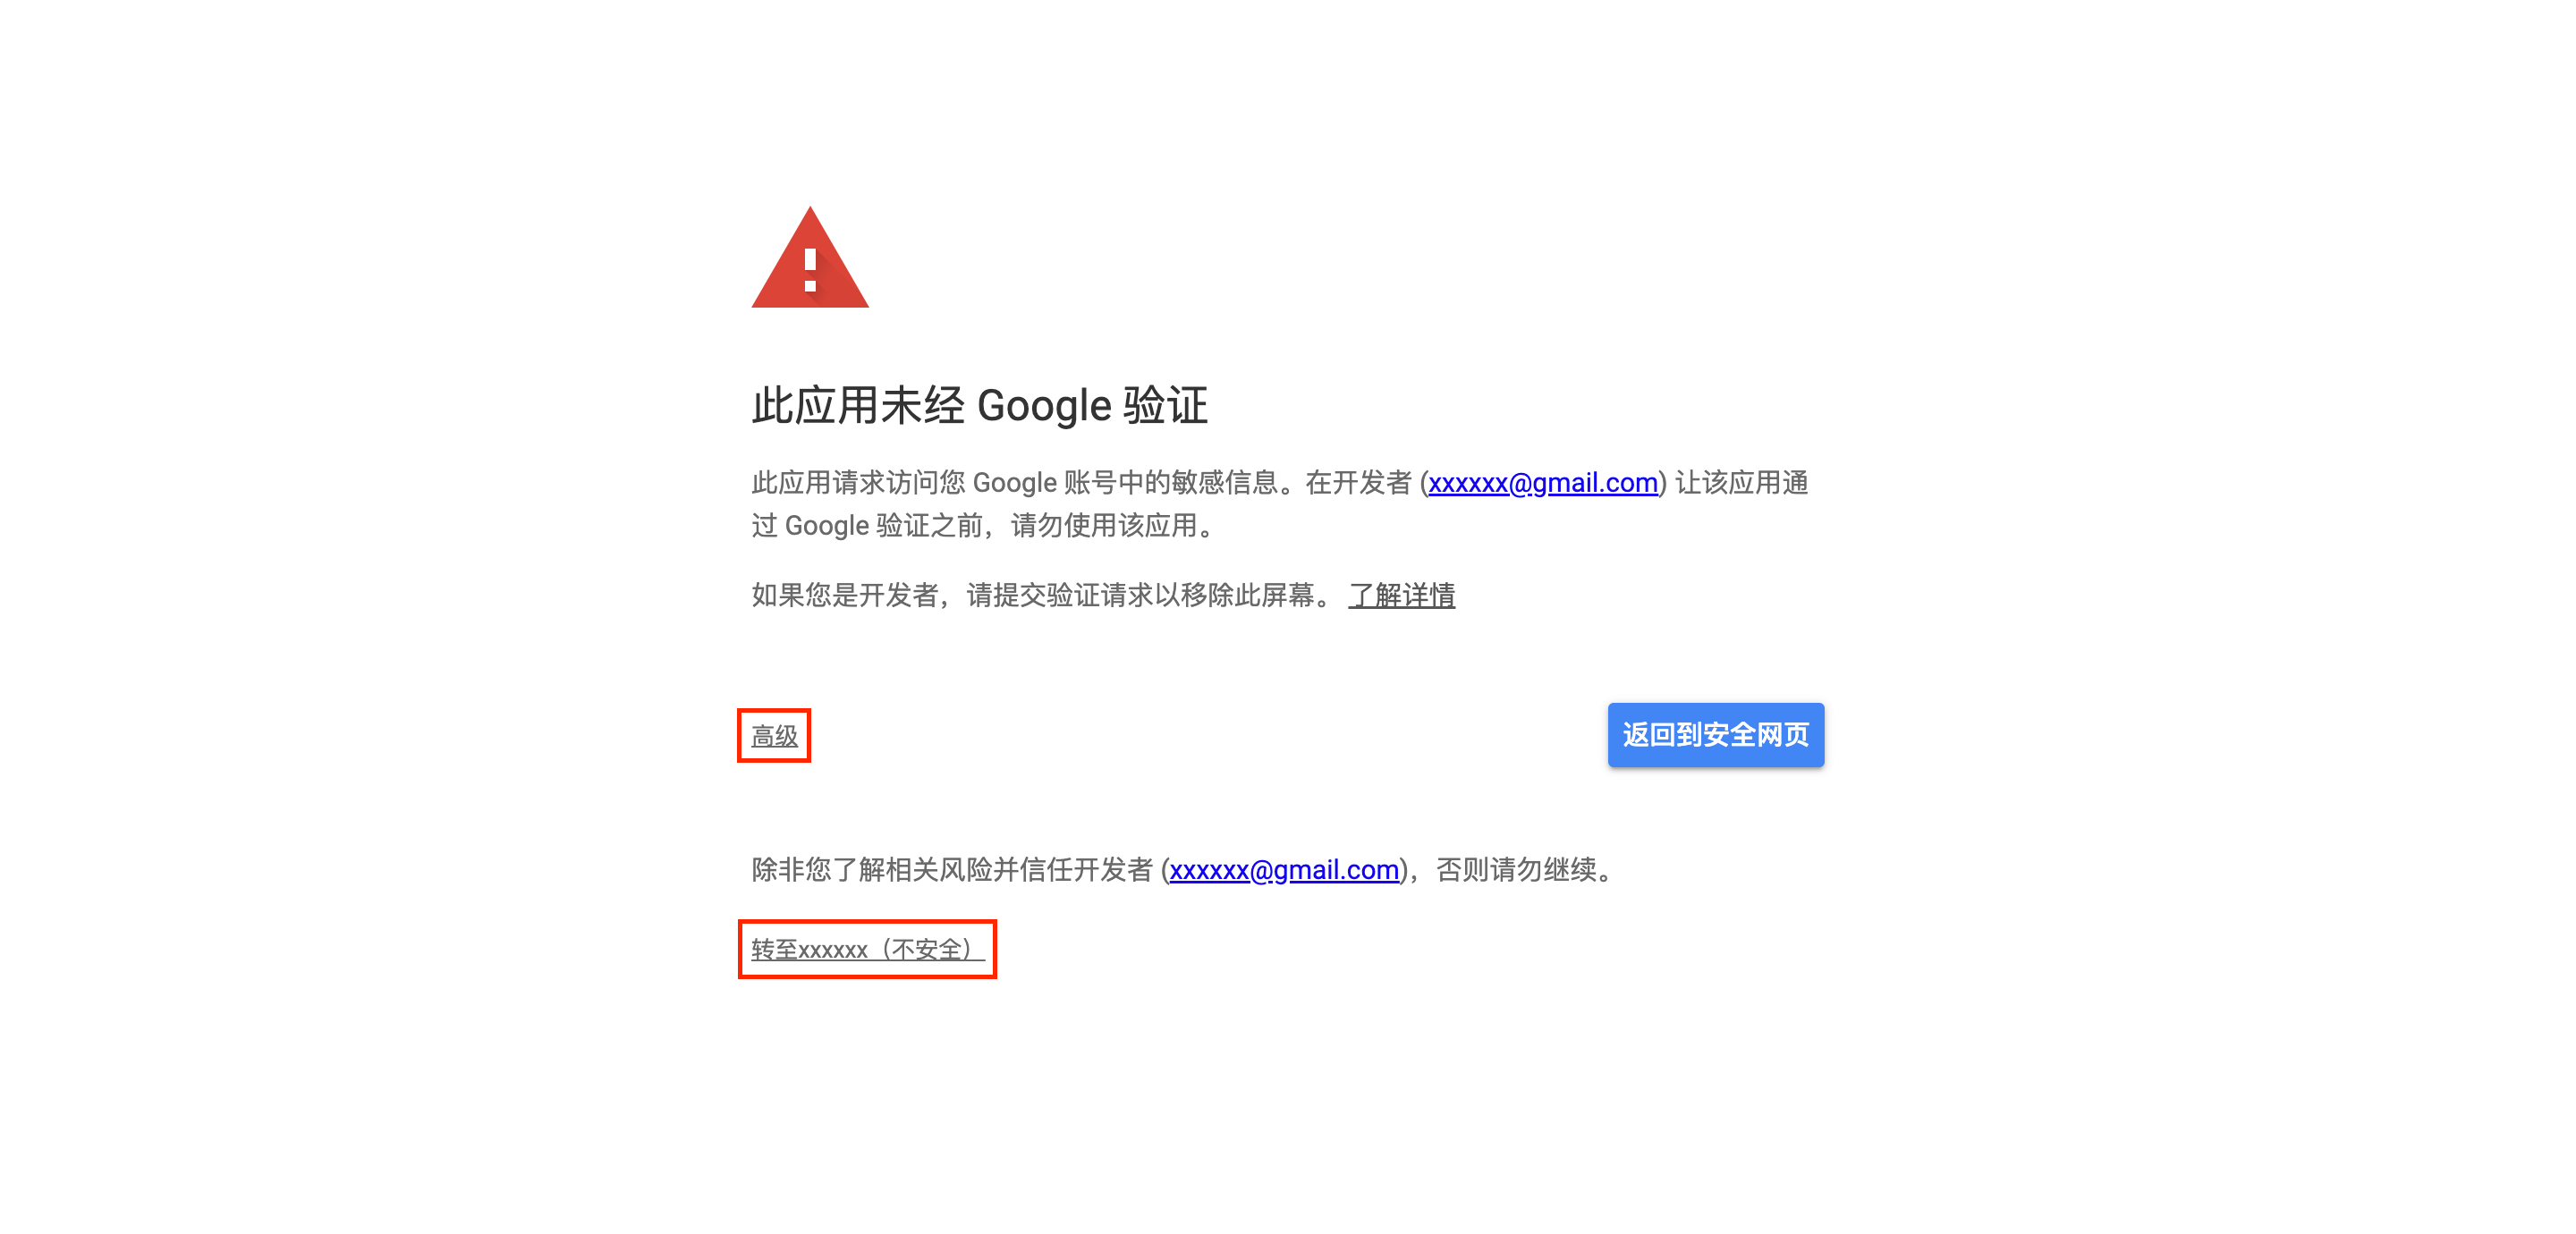 此应用未经 Google 验证
此应用请求访问您 Google 账号中的敏感信息。在开发者 (xxxxxx@gmail.com) 让该应用通
过 Google 验证之前，请勿使用该应用。
如果您是开发者，请提交验证请求以移除此屏幕。 了解详情
高级
返回到安全网页
除非您了解相关风险并信任开发者 (xxxxxx@gmail.com)，否则请勿继续。
转至xxxxxx（不安全）